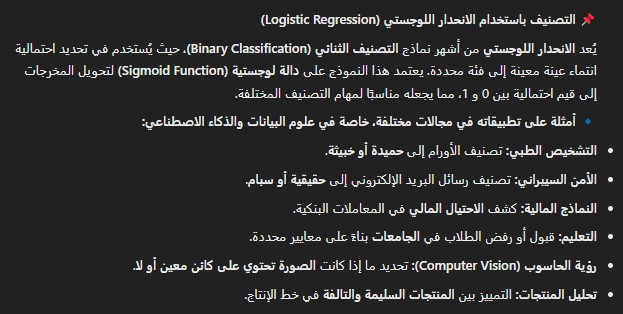 📌 التصنيف باستخدام الانحدار اللوجستي (Logistic Regression)
يُعد الانحدار اللوجستي من أشهر نماذج التصنيف الثنائي (Binary Classification)، حيث يُستخدم في تحديد احتمالية
انتماء عينة معينة إلى فئة محددة. يعتمد هذا النموذج على دالة لوجستية (Sigmoid Function) لتحويل المخرجات
إلى قيم احتمالية بين 0 و 1، مما يجعله مناسبًا لمهام التصنيف المختلفة.
🔹 أمثلة على تطبيقاته في مجالات مختلفة، خاصة في علوم البيانات والذكاء الاصطناعي:
• التشخيص الطبي: تصنيف الأورام إلى حميدة أو خبيثة.
• الأمن السيبراني: تصنيف رسائل البريد الإلكتروني إلى حقيقية أو سبام.
• النماذج المالية: كشف الاحتيال المالي في المعاملات البنكية.
• التعليم: قبول أو رفض الطلاب في الجامعات بناءً على معايير محددة.
• رؤية الحاسوب (Computer Vision): تحديد ما إذا كانت الصورة تحتوي على كائن معين أو لا.
• تحليل المنتجات: التمييز بين المنتجات السليمة والتالفة في خط الإنتاج.